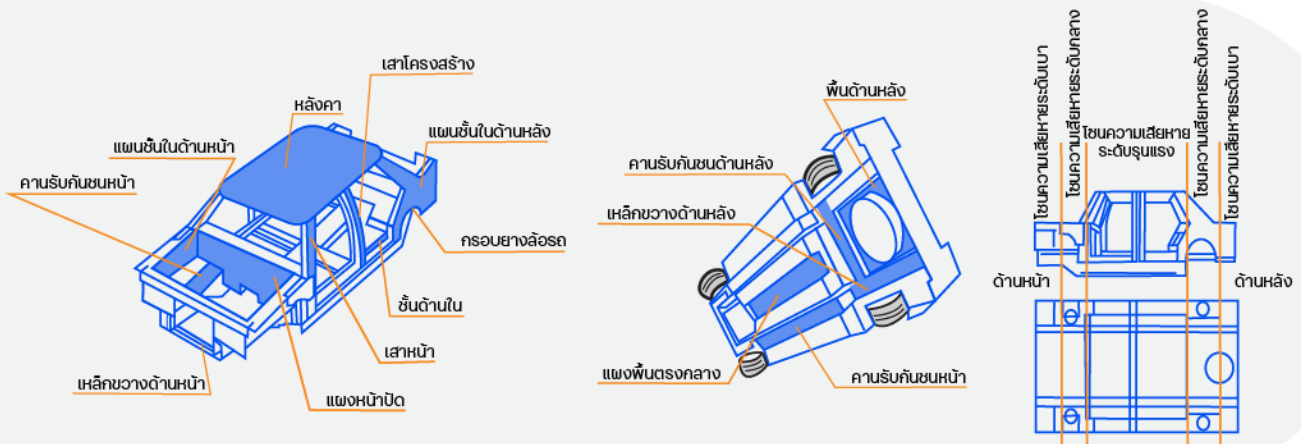 เสาโครงสร้าง
หลังคา
แผนชั้นในด้านหลัง
แผนชั้นในด้านหน้า
คานรับกันชนหน้า
กรอบยางล้อรถ
ชั้นด้านใน
เสาหน้า
เหล็กขวางด้านหน้า
แผงหน้าปัด
พื้นด้านหลัง
คานรับกันชนด้านหลัง
เหล็กขวางด้านหลัง
แผงพื้นตรงกลาง
คานรับกันชนหน้า
โซนความเสียหายระดับเบา
โซนความเสียหายระดับกลาง
โซนความเสียหาย
ระดับรุนแรง
โซนความเสียหายระดับกลาง
โซนความเสียหายระดับเบา
ด้านหน้า
ด้านหลัง